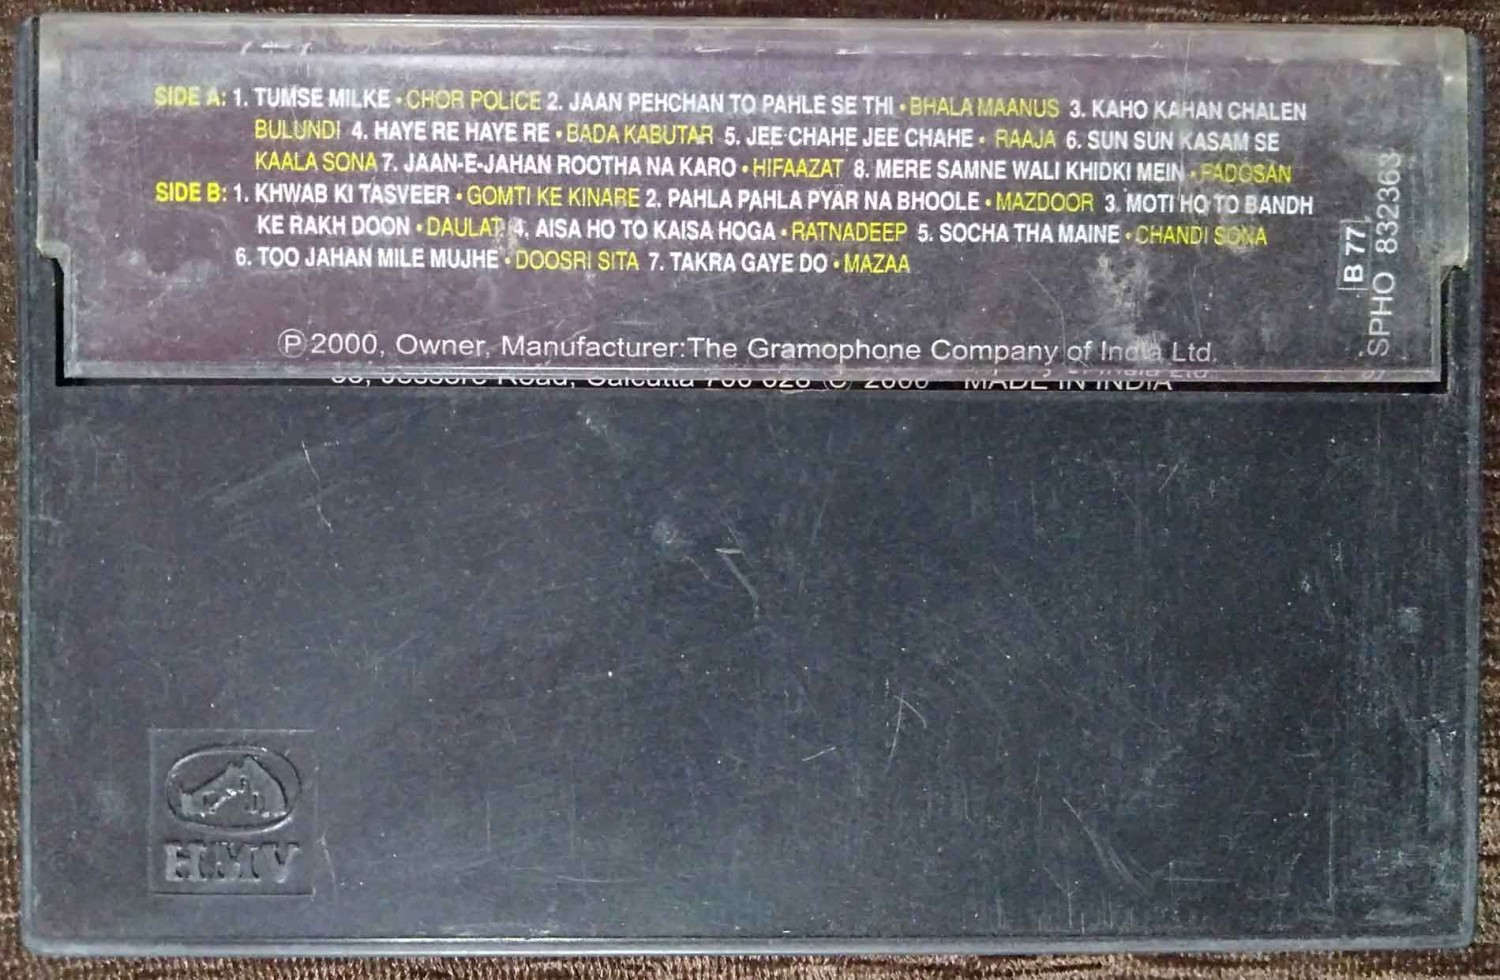 SIDE A: 1. TUMSE MILKE • CHOR POLICE 2. JAAN PEHCHAN TO PAHLE SE THI • BHALA MAANUS 3. KAHO KAHAN CHALEN
BULUNDI 4. HAYE RE HAYE RE • BADA KABUTAR 5. JEE CHAHE JEE CHAHE • RAAJA 6. SUN SUN KASAM SE
KAALA SONA 7. JAAN-E-JAHAN ROOTHA NA KARO • HIFAAZAT 8. MERE SAMNE WALI KHIDKI MEIN • PADOSAN
SIDE B: 1. KHWAB KI TASVEER • GOMTI KE KINARE 2. PAHLA PAHLA PYAR NA BHOOLE • MAZDOOR 3. MOTI HO TO BANDH
KE RAKH DOON • DAULAT 4. AISA HO TO KAISA HOGA • RATNADEEP 5. SOCHA THA MAINE • CHANDI SONA
6. TOO JAHAN MILE MUJHE • DOOSRI SITA 7. TAKRA GAYE DO • MAZAA
Ⓟ 2000, Owner, Manufacturer:The Gramophone Company of India Ltd.
Jessore Road, Calcutta 700 028 © 2000 MADE IN INDIA
B 77
SPHO 832363
HMV